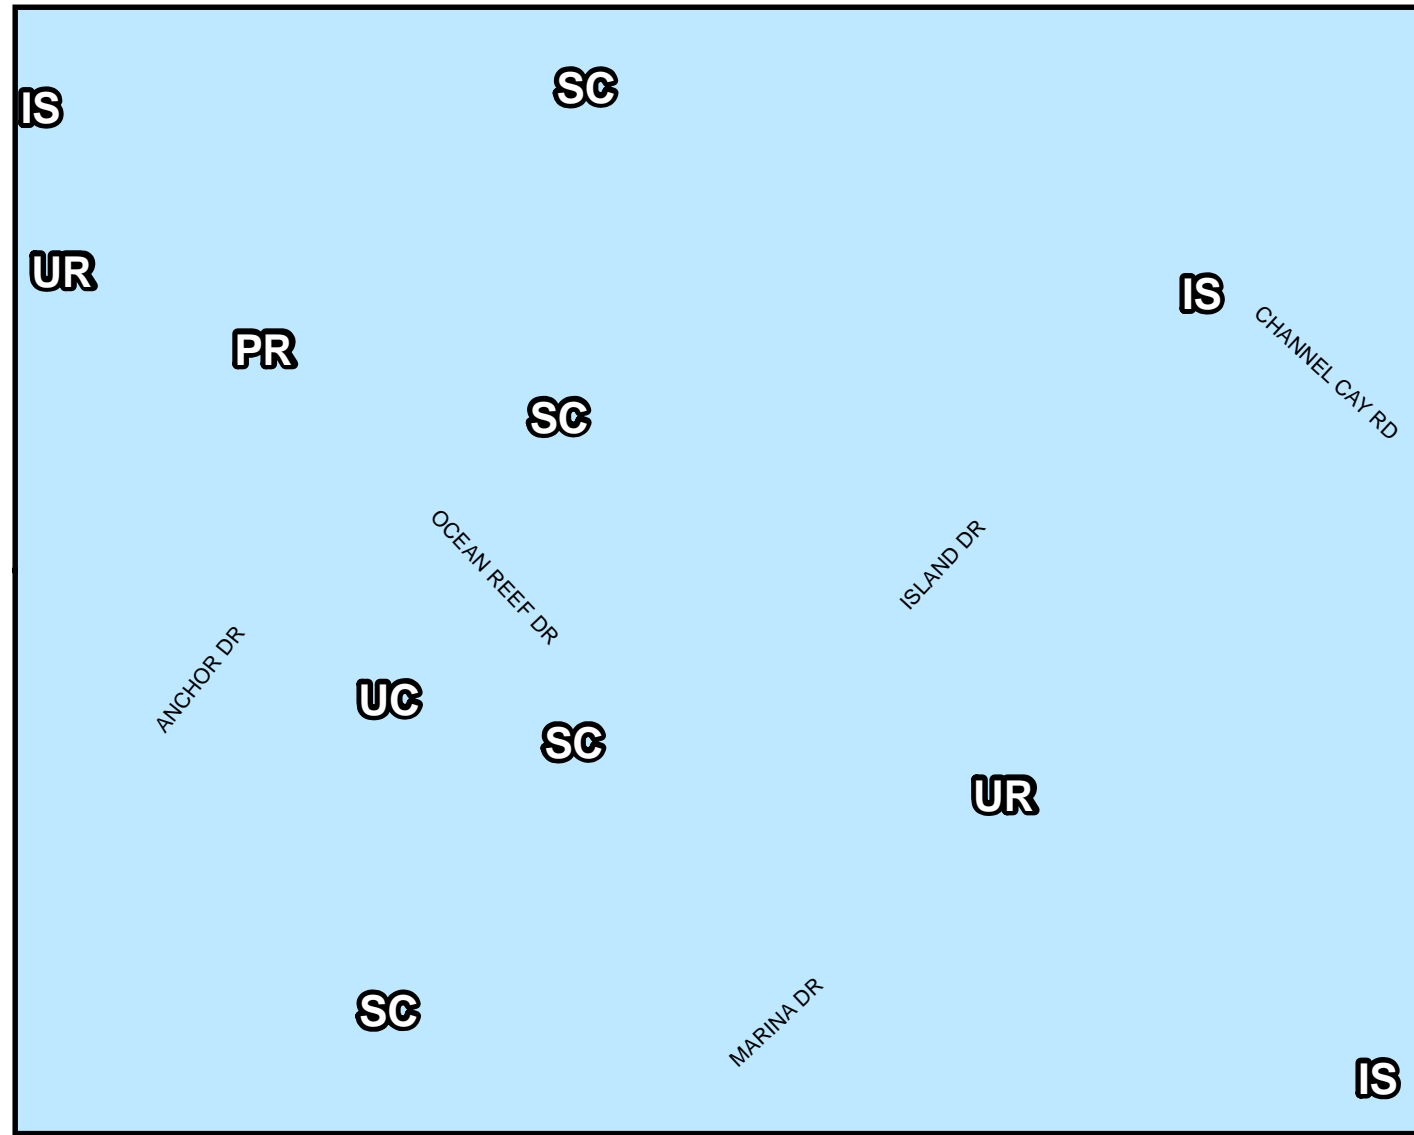 SC
IS
UR
IS
PR
CHANNEL CAY RD
SC
OCEAN REEF DR
ISLAND DR
ANCHOR DR
UC
SC
UR
SC
MARINA DR
IS